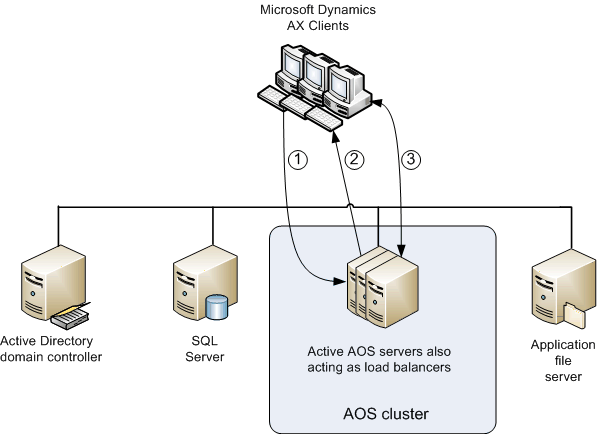 Microsoft Dynamics
AX Clients
1
2
3
Active Directory
domain controller
SQL
Server
Active AOS servers also
acting as load balancers
Application
file
server
AOS cluster